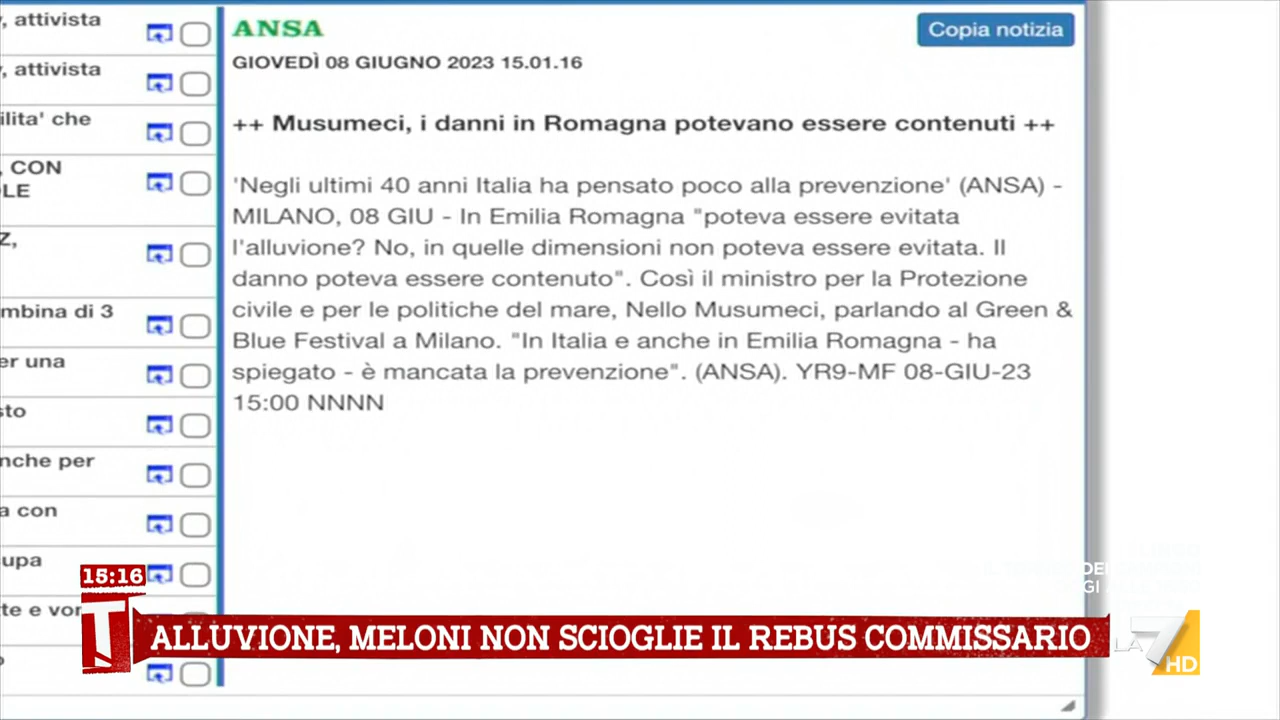 , attivista
, attivista
ilita' che
, CON
LE
Z,
mbina di 3
er una
sto
nche per
a con
cupa
tte e vor
o
ANSA
Copia notizia
GIOVEDÌ 08 GIUGNO 2023 15.01.16
++ Musumeci, i danni in Romagna potevano essere contenuti ++
'Negli ultimi 40 anni Italia ha pensato poco alla prevenzione' (ANSA) -
MILANO, 08 GIU - In Emilia Romagna "poteva essere evitata
l'alluvione? No, in quelle dimensioni non poteva essere evitata. Il
danno poteva essere contenuto". Così il ministro per la Protezione
civile e per le politiche del mare, Nello Musumeci, parlando al Green &
Blue Festival a Milano. "In Italia e anche in Emilia Romagna - ha
spiegato - è mancata la prevenzione". (ANSA). YR9-MF 08-GIU-23
15:00 NNNN
15:16
T ALLUVIONE, MELONI NON SCIOGLIE IL REBUS COMMISSARIO
LA7 HD